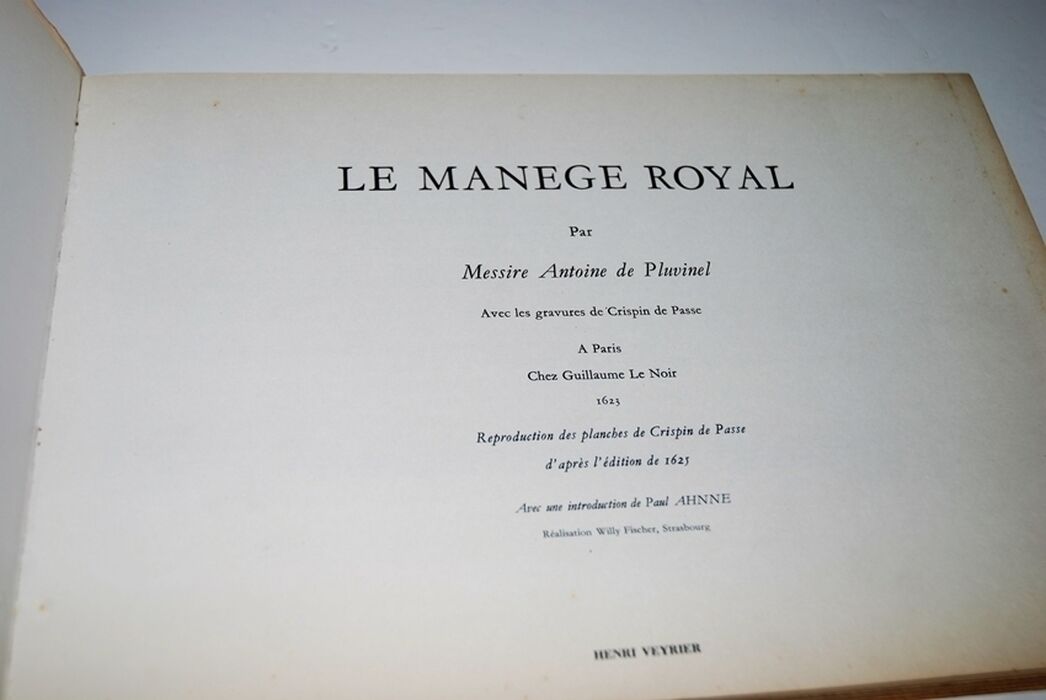 LE MANEGE ROYAL
Par
Messire Antoine de Pluvinel
Avec les gravures de Crispin de Passe
A Paris
Chez Guillaume Le Noir
1623
Reproduction des planches de Crispin de Passe
d'après l'édition de 1625
Avec une introduction de Paul AHNNE
Réalisation Willy Fischer, Strasbourg
HENRI VEYRIER